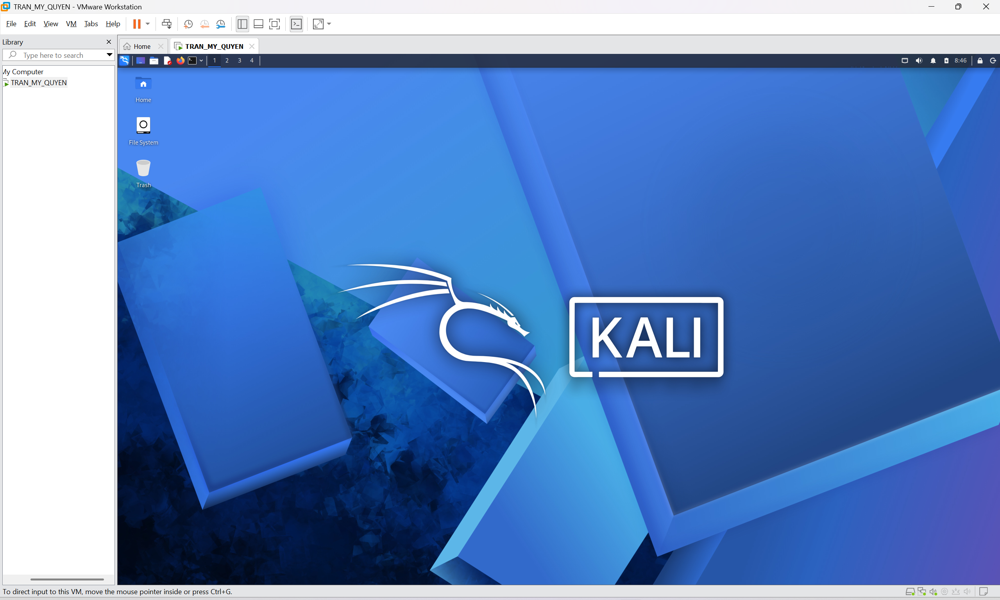 TRAN_MY_QUYEN - VMware Workstation
File Edit View VM Tabs Help
Library
Home TRAN_MY_QUYEN
Type here to search
1 2 3 4 8:46
My Computer
TRAN_MY_QUYEN
Home
File System
Trash
KALI
To direct input to this VM, move the mouse pointer inside or press Ctrl+G.